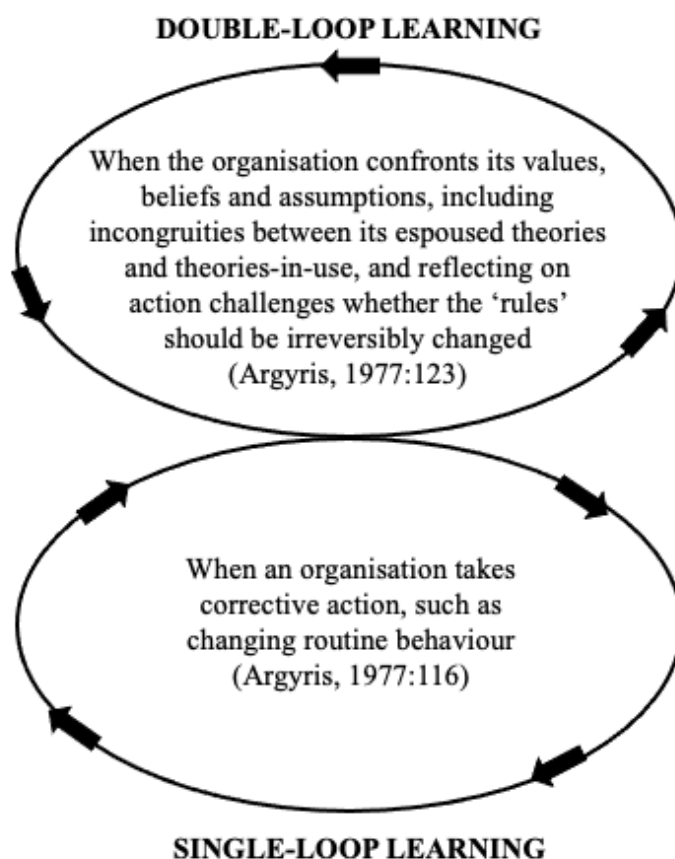 DOUBLE-LOOP LEARNING
When the organisation confronts its values,
beliefs and assumptions, including
incongruities between its espoused theories
and theories-in-use, and reflecting on
action challenges whether the ‘rules’
should be irreversibly changed
(Argyris, 1977:123)
When an organisation takes
corrective action, such as
changing routine behaviour
(Argyris, 1977:116)
SINGLE-LOOP LEARNING